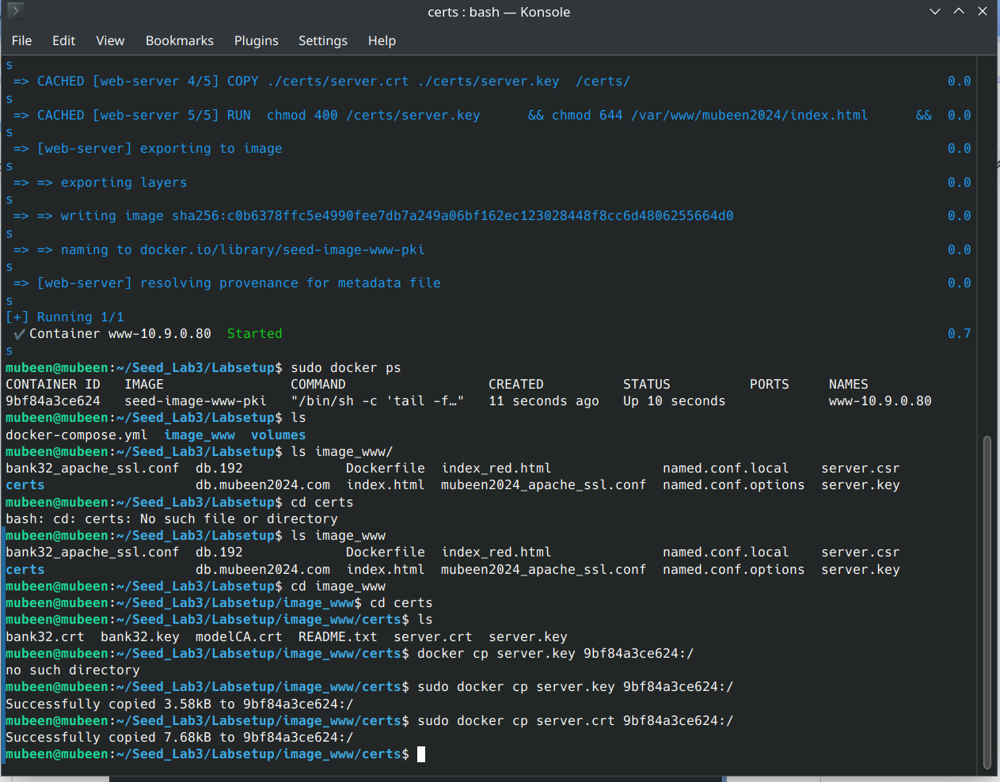 certs : bash — Konsole
File Edit View Bookmarks Plugins Settings Help
s
=> CACHED [web-server 4/5] COPY ./certs/server.crt ./certs/server.key  /certs/ 0.0
s
=> CACHED [web-server 5/5] RUN  chmod 400 /certs/server.key      && chmod 644 /var/www/mubeen2024/index.html      &&  0.0
s
=> [web-server] exporting to image 0.0
s
=> => exporting layers 0.0
s
=> => writing image sha256:c0b6378ffc5e4990fee7db7a249a06bf162ec123028448f8cc6d4806255664d0 0.0
s
=> => naming to docker.io/library/seed-image-www-pki 0.0
s
=> [web-server] resolving provenance for metadata file 0.0
s
[+] Running 1/1
✔Container www-10.9.0.80  Started 0.7
s
mubeen@mubeen:~/Seed_Lab3/Labsetup$ sudo docker ps
CONTAINER ID   IMAGE                COMMAND                  CREATED          STATUS          PORTS     NAMES
9bf84a3ce624   seed-image-www-pki   "/bin/sh -c 'tail -f…"   11 seconds ago   Up 10 seconds             www-10.9.0.80
mubeen@mubeen:~/Seed_Lab3/Labsetup$ ls
docker-compose.yml  image_www  volumes
mubeen@mubeen:~/Seed_Lab3/Labsetup$ ls image_www/
bank32_apache_ssl.conf  db.192             Dockerfile  index_red.html              named.conf.local    server.csr
certs                   db.mubeen2024.com  index.html  mubeen2024_apache_ssl.conf  named.conf.options  server.key
mubeen@mubeen:~/Seed_Lab3/Labsetup$ cd certs
bash: cd: certs: No such file or directory
mubeen@mubeen:~/Seed_Lab3/Labsetup$ ls image_www
bank32_apache_ssl.conf  db.192             Dockerfile  index_red.html              named.conf.local    server.csr
certs                   db.mubeen2024.com  index.html  mubeen2024_apache_ssl.conf  named.conf.options  server.key
mubeen@mubeen:~/Seed_Lab3/Labsetup$ cd image_www
mubeen@mubeen:~/Seed_Lab3/Labsetup/image_www$ cd certs
mubeen@mubeen:~/Seed_Lab3/Labsetup/image_www/certs$ ls
bank32.crt  bank32.key  modelCA.crt  README.txt  server.crt  server.key
mubeen@mubeen:~/Seed_Lab3/Labsetup/image_www/certs$ docker cp server.key 9bf84a3ce624:/
no such directory
mubeen@mubeen:~/Seed_Lab3/Labsetup/image_www/certs$ sudo docker cp server.key 9bf84a3ce624:/
Successfully copied 3.58kB to 9bf84a3ce624:/
mubeen@mubeen:~/Seed_Lab3/Labsetup/image_www/certs$ sudo docker cp server.crt 9bf84a3ce624:/
Successfully copied 7.68kB to 9bf84a3ce624:/
mubeen@mubeen:~/Seed_Lab3/Labsetup/image_www/certs$